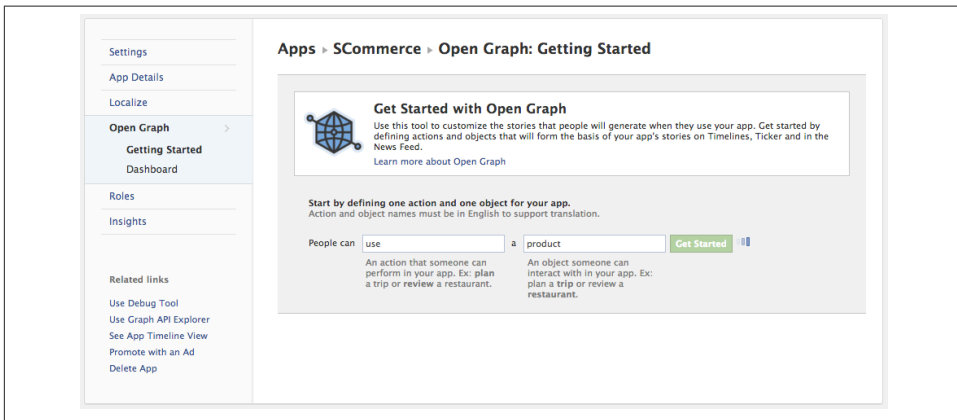 Settings
App Details
Localize
Open Graph
Getting Started
Dashboard
Roles
Insights
Related links
Use Debug Tool
Use Graph API Explorer
See App Timeline View
Promote with an Ad
Delete App
Apps ▸ SCommerce ▸ Open Graph: Getting Started
Get Started with Open Graph
Use this tool to customize the stories that people will generate when they use your app. Get started by
defining actions and objects that will form the basis of your app's stories on Timelines, Ticker and in the
News Feed.
Learn more about Open Graph
Start by defining one action and one object for your app.
Action and object names must be in English to support translation.
People can use a product Get Started
An action that someone can
perform in your app. Ex: plan
a trip or review a restaurant.
An object someone can
interact with in your app. Ex:
plan a trip or review a
restaurant.